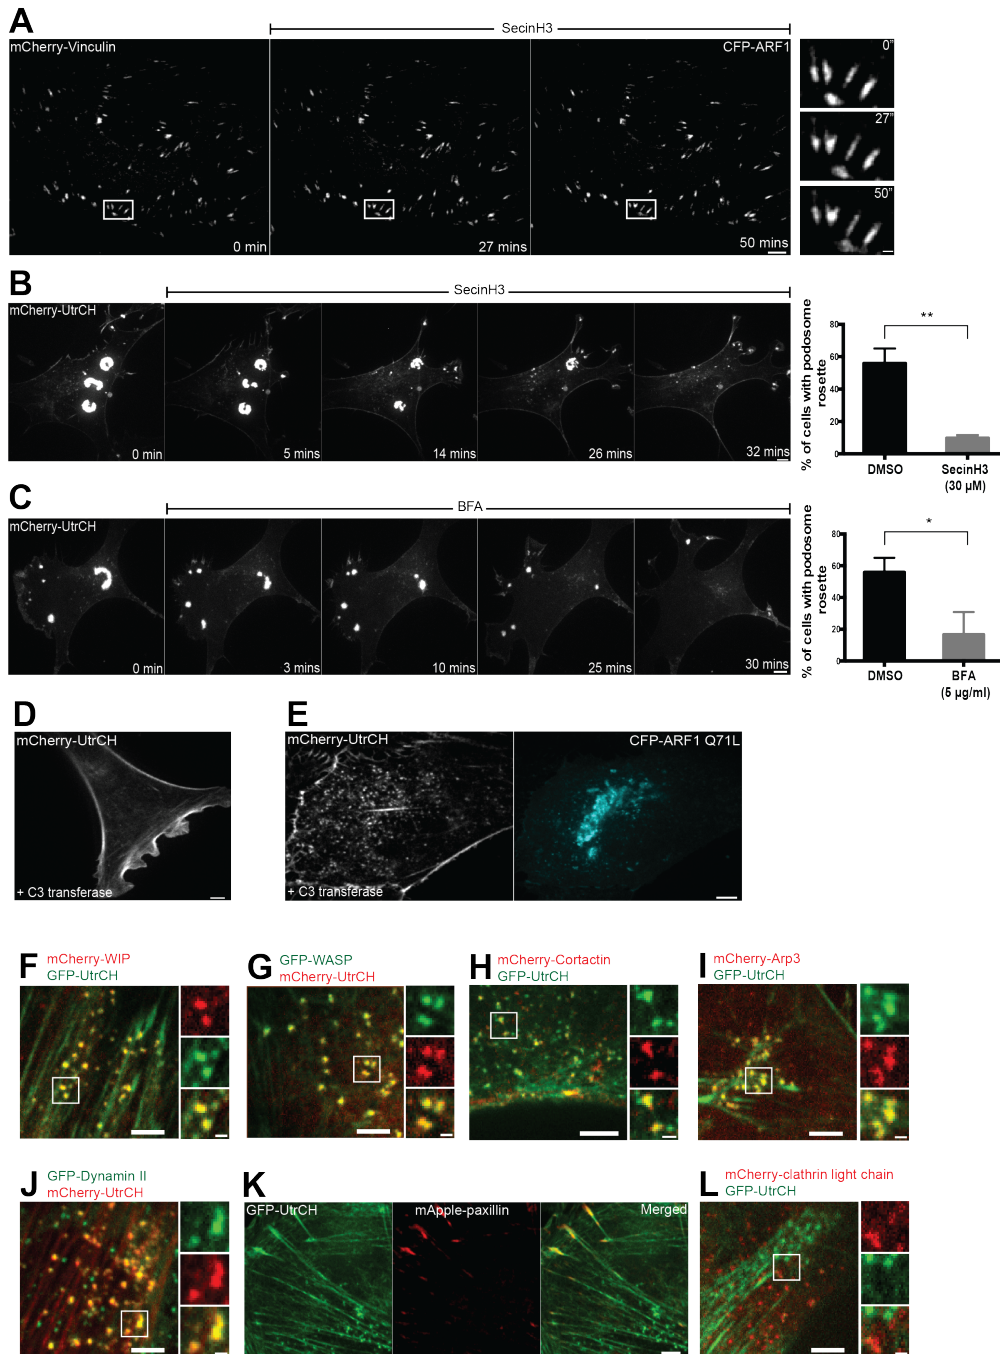 A
SecinH3
mCherry-Vinculin
CFP-ARF1
0 min
27 mins
50 mins
0"
27"
50"
B
SecinH3
mCherry-UtrCH
0 min
5 mins
14 mins
26 mins
32 mins
% of cells with podosome
rosette
80
60
40
20
0
**
DMSO
SecinH3
(30 µM)
C
BFA
mCherry-UtrCH
0 min
3 mins
10 mins
25 mins
30 mins
% of cells with podosome
rosette
80
60
40
20
0
*
DMSO
BFA
(5 µg/ml)
D
mCherry-UtrCH
+ C3 transferase
E
mCherry-UtrCH
CFP-ARF1 Q71L
+ C3 transferase
F
mCherry-WIP
GFP-UtrCH
G
GFP-WASP
mCherry-UtrCH
H
mCherry-Cortactin
GFP-UtrCH
I
mCherry-Arp3
GFP-UtrCH
J
GFP-Dynamin II
mCherry-UtrCH
K
GFP-UtrCH
mApple-paxillin
Merged
L
mCherry-clathrin light chain
GFP-UtrCH